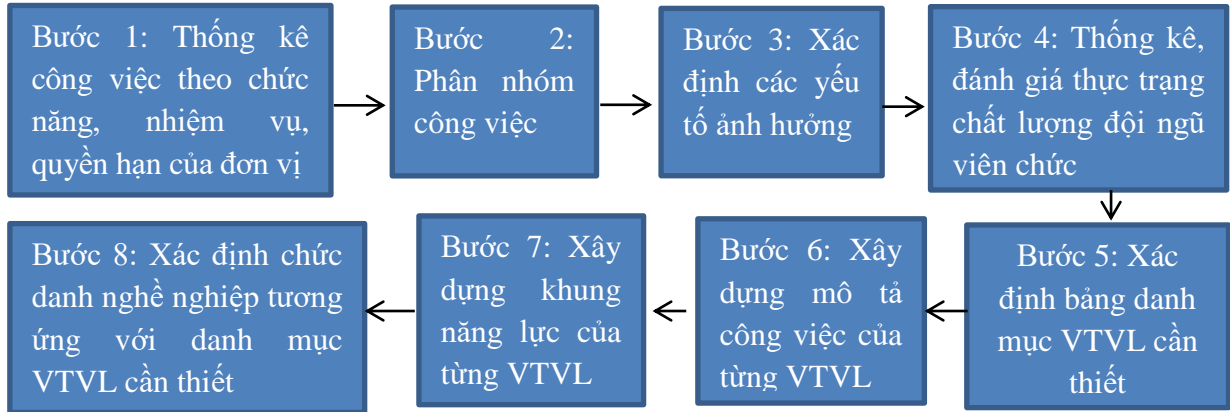 Bước 1: Thống kê
công việc theo chức
năng, nhiệm vụ,
quyền hạn của đơn vị
Bước 2:
Phân nhóm
công việc
Bước 3: Xác
định các yếu
tố ảnh hưởng
Bước 4: Thống kê,
đánh giá thực trạng
chất lượng đội ngũ
viên chức
Bước 5: Xác
định bảng danh
mục VTVL cần
thiết
Bước 6: Xây
dựng mô tả
công việc của
từng VTVL
Bước 7: Xây
dựng khung
năng lực của
từng VTVL
Bước 8: Xác định chức
danh nghề nghiệp tương
ứng với danh mục
VTVL cần thiết